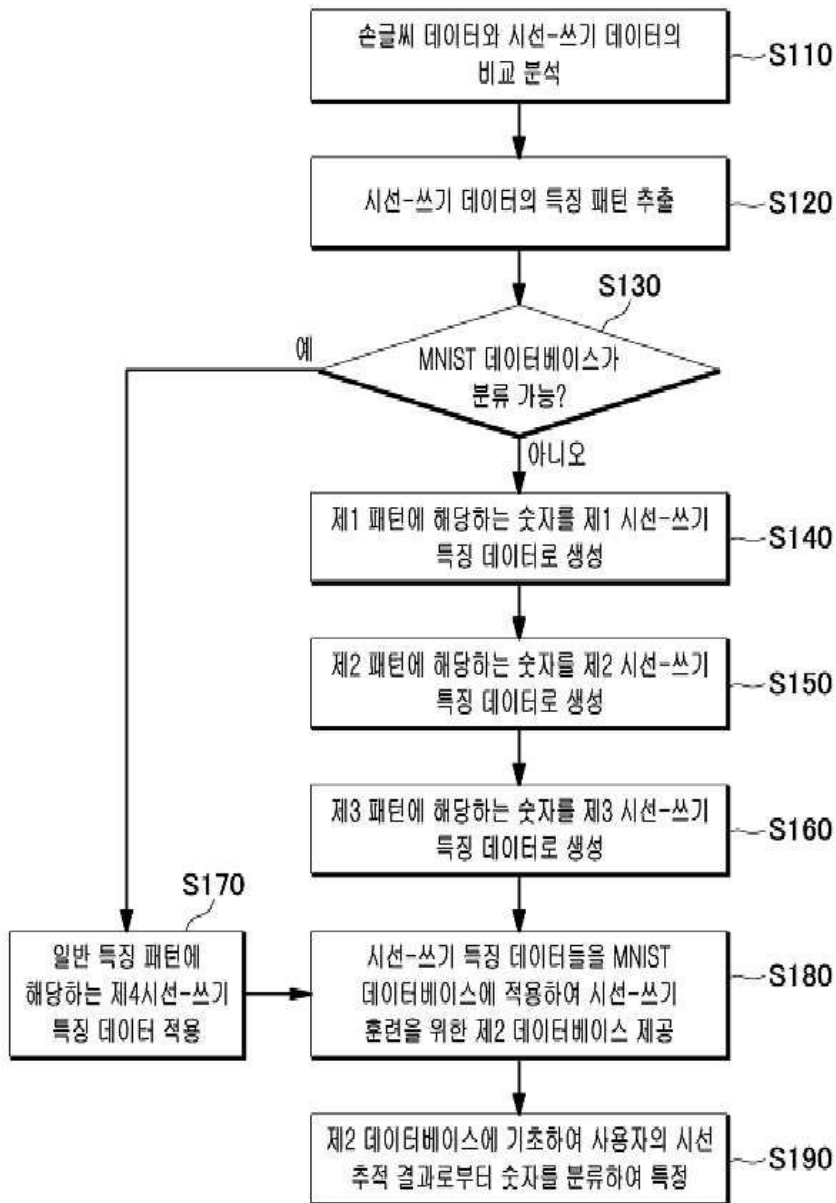 손글씨 데이터와 시선-쓰기 데이터의
비교 분석
S110
시선-쓰기 데이터의 특징 패턴 추출
S120
S130
예
MNIST 데이터베이스가
분류 가능?
아니오
제1 패턴에 해당하는 숫자를 제1 시선-쓰기
특징 데이터로 생성
S140
제2 패턴에 해당하는 숫자를 제2 시선-쓰기
특징 데이터로 생성
S150
제3 패턴에 해당하는 숫자를 제3 시선-쓰기
특징 데이터로 생성
S160
S170
일반 특징 패턴에
해당하는 제4시선-쓰기
특징 데이터 적용
시선-쓰기 특징 데이터들을 MNIST
데이터베이스에 적용하여 시선-쓰기
훈련을 위한 제2 데이터베이스 제공
S180
제2 데이터베이스에 기초하여 사용자의 시선
추적 결과로부터 숫자를 분류하여 특정
S190